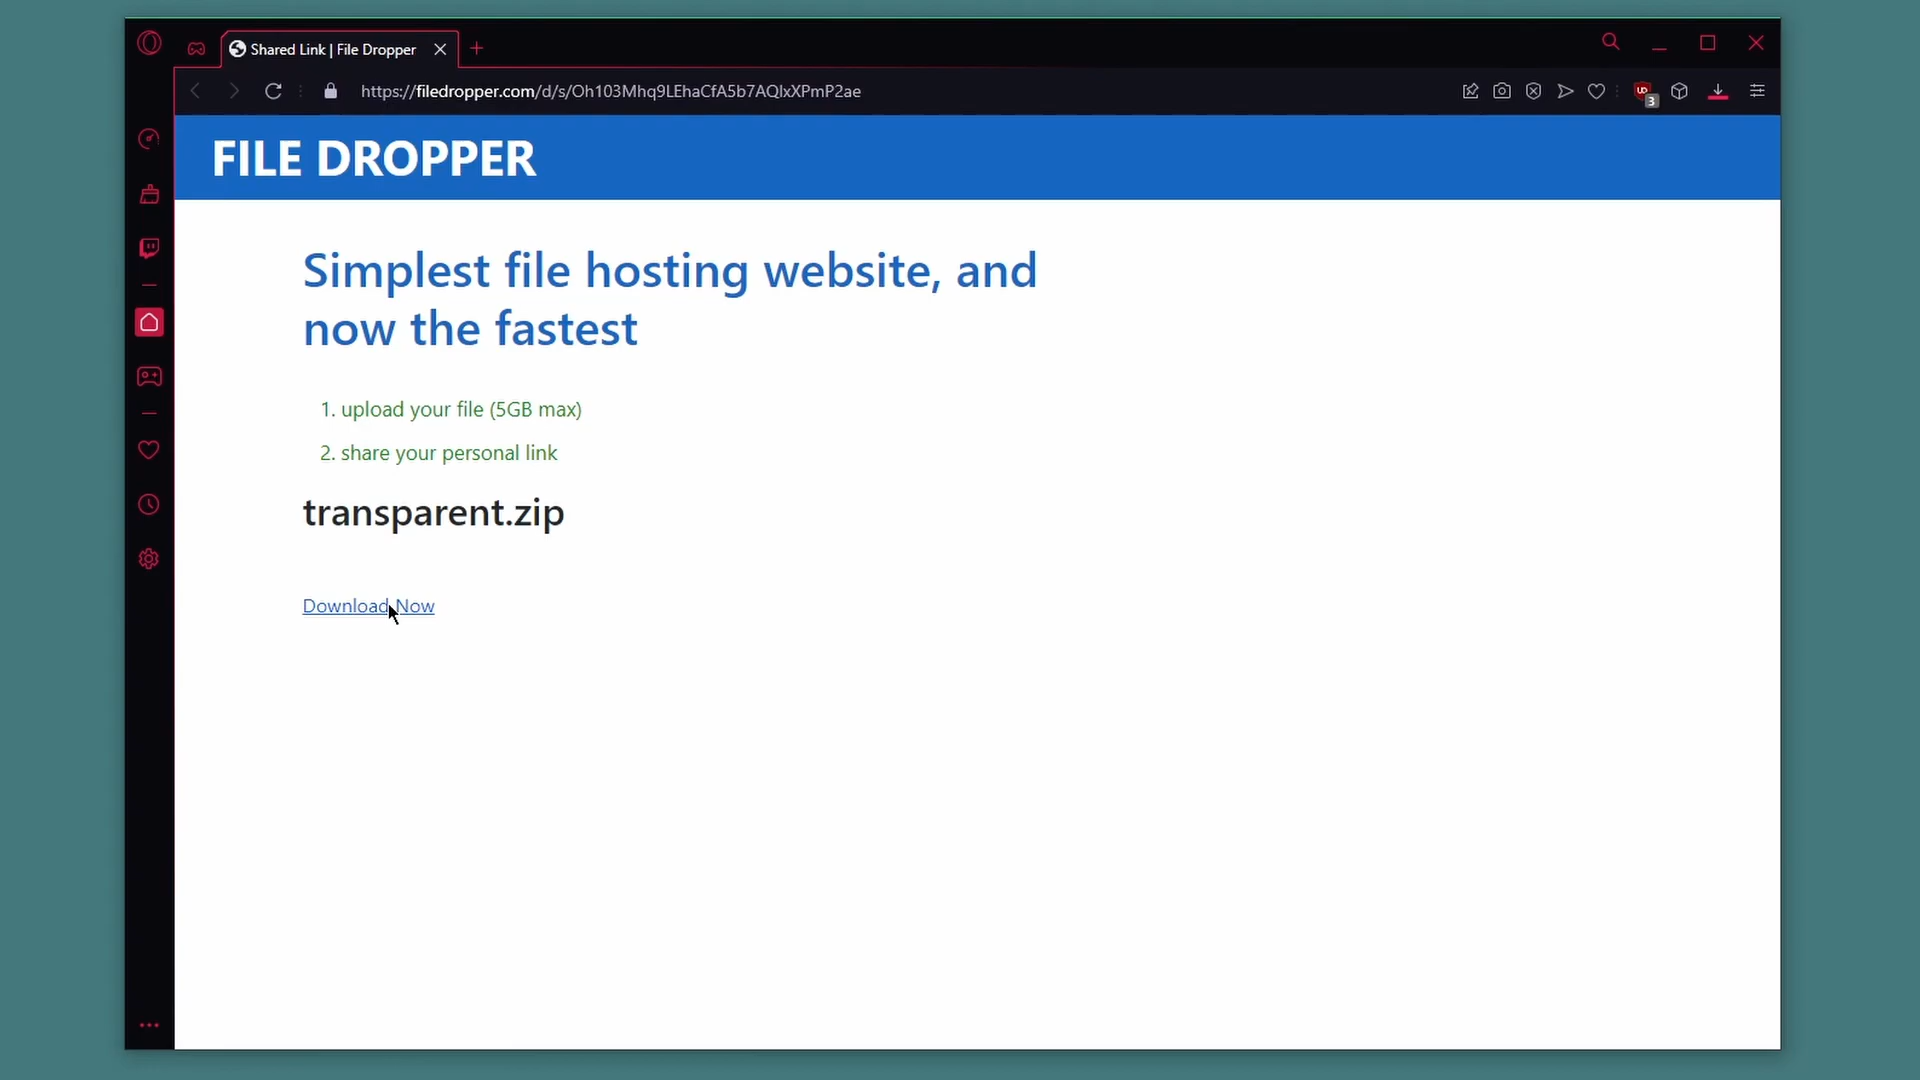 Shared Link | File Dropper
https://filedropper.com/d/s/Oh103Mhq9LEhaCfA5b7AQIxXPmP2ae
3
FILE DROPPER
Simplest file hosting website, and
now the fastest
1. upload your file (5GB max)
2. share your personal link
transparent.zip
Download Now